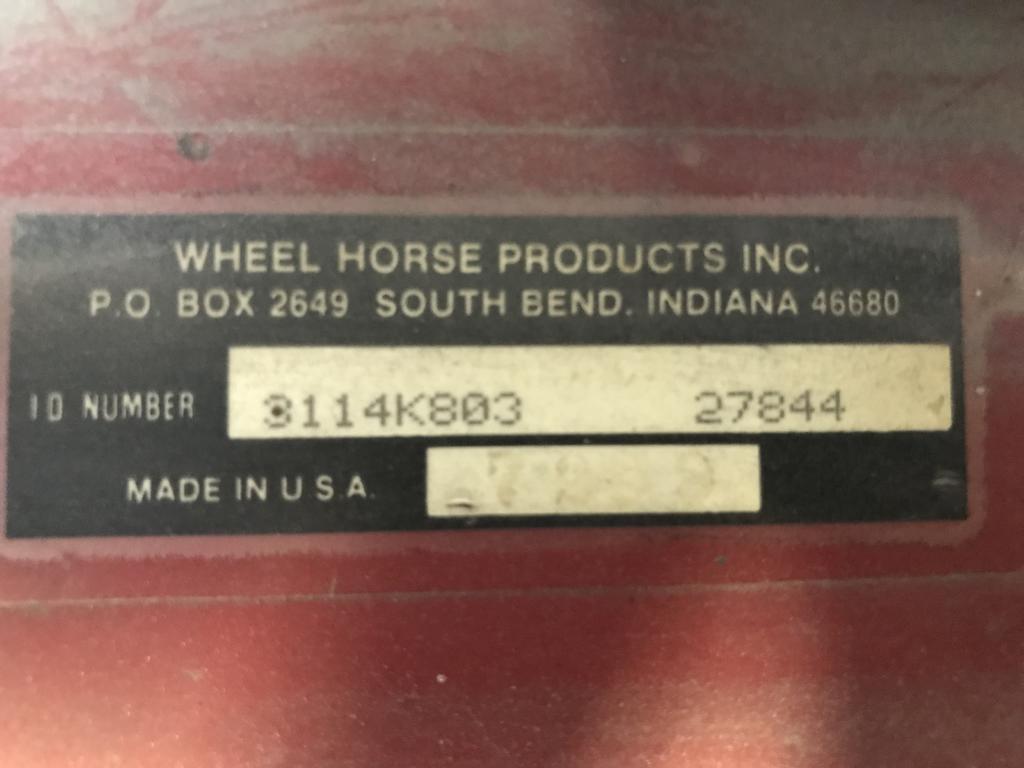 WHEEL HORSE PRODUCTS INC.
P.O. BOX 2649 SOUTH BEND, INDIANA 46680
ID NUMBER 3114K803 27844
MADE IN U.S.A.